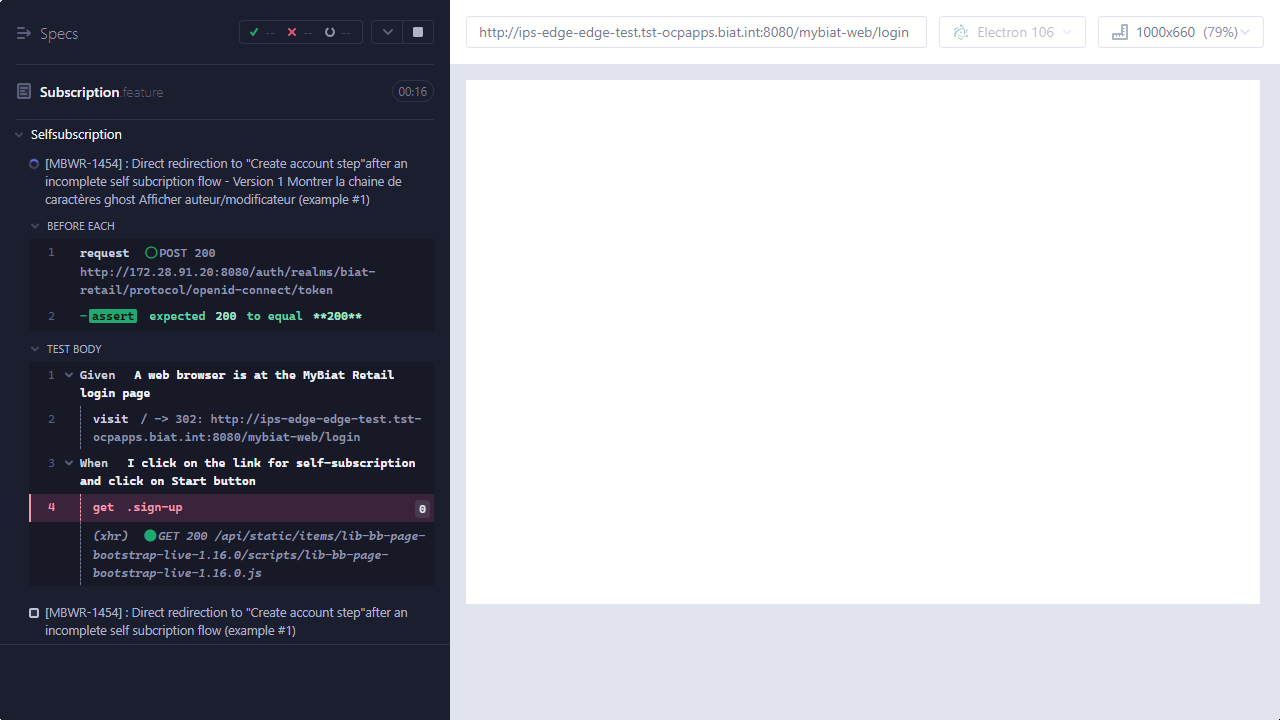 Specs
-- -- --
Subscription.feature
00:16
Selfsubscription
[MBWR-1454] : Direct redirection to "Create account step"after an
incomplete self subcription flow - Version 1 Montrer la chaine de
caractères ghost Afficher auteur/modificateur (example #1)
BEFORE EACH
1 request POST 200
http://172.28.91.20:8080/auth/realms/biat-
retail/protocol/openid-connect/token
2 -assert expected 200 to equal **200**
TEST BODY
1 Given A web browser is at the MyBiat Retail
login page
2 visit / -> 302: http://ips-edge-edge-test.tst-
ocpapps.biat.int:8080/mybiat-web/login
3 When I click on the link for self-subscription
and click on Start button
4 get .sign-up 0
(xhr) GET 200 /api/static/items/lib-bb-page-
bootstrap-live-1.16.0/scripts/lib-bb-page-
bootstrap-live-1.16.0.js
[MBWR-1454] : Direct redirection to "Create account step"after an
incomplete self subcription flow (example #1)
http://ips-edge-edge-test.tst-ocpapps.biat.int:8080/mybiat-web/login
Electron 106
1000x660 (79%)